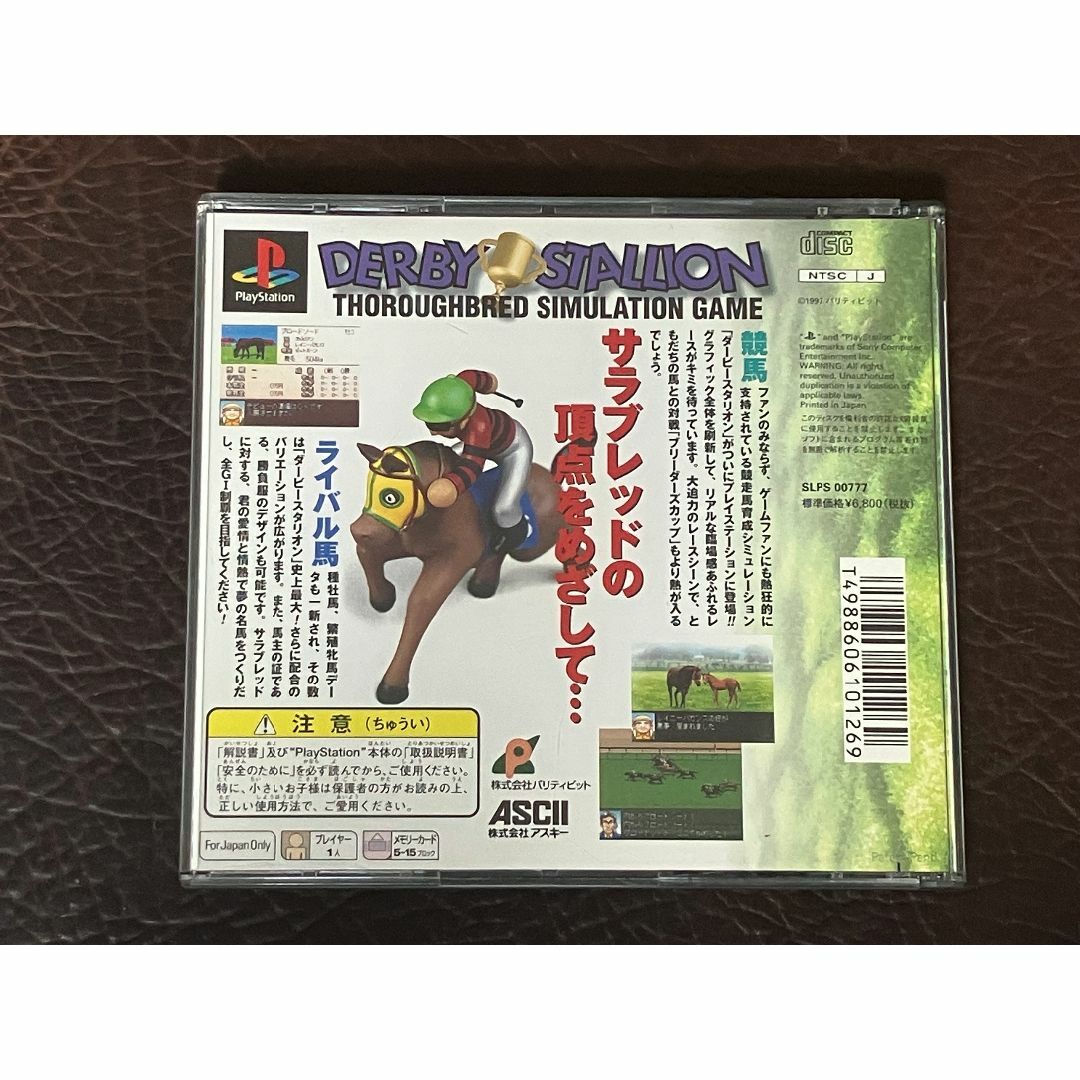 PlayStation
DERBY STALLION
THOROUGHBRED SIMULATION GAME
COMPACT
disc
NTSC J
©1997 パリティビット
"PS" and "PlayStation" are
trademarks of Sony Computer
Entertainment Inc.
WARNING: All rights
reserved. Unauthorized
duplication is a violation of
applicable laws.
Printed in Japan
SLPS 00777
標準価格¥6,800(税抜)
T4988606101269
競馬
ファンのみならず、ゲームファンにも熱狂的に
支持されている競走馬育成シミュレーション
「ダービースタリオン」がついにプレイステーションに登場!!
グラフィック全体を刷新して、リアルな臨場感あふれるレ
ースがキミを待っています。大迫力のレースシーンで、と
もだちの馬との対戦「ブリーダーズカップ」もより熱が入る
でしょう。
サラブレッドの
頂点をめざして…
ライバル馬
種牡馬、繁殖牝馬デー
タも一新され、その数
は「ダービースタリオン」史上最大!さらに配合の
バリエーションが広がります。また、馬主の証であ
る、勝負服のデザインも可能です。サラブレッド
に対する、君の愛情と情熱で夢の名馬をつくりだ
し、全GI制覇を目指してください!
注意(ちゅうい)
「解説書」及び"PlayStation"本体の「取扱説明書」
「安全のために」を必ず読んでから、ご使用ください。
特に、小さいお子様は保護者の方がお読みの上、
正しい使用方法で、ご愛用ください。
For Japan Only
プレイヤー
1人
メモリーカード
5~15ブロック
株式会社パリティビット
ASCII
株式会社アスキー